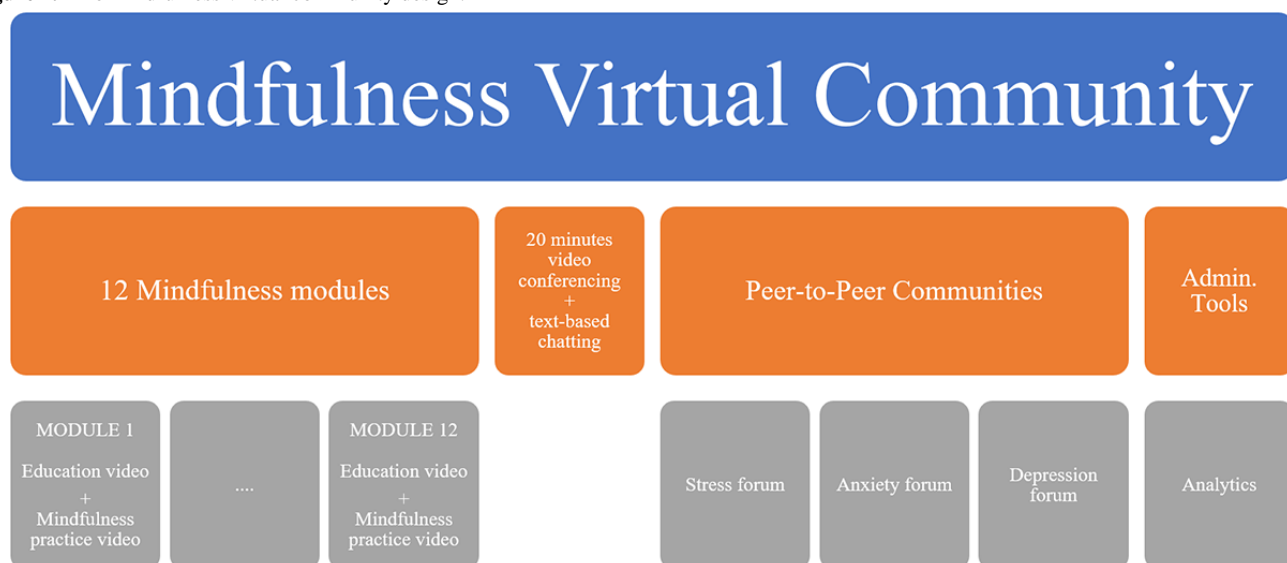 Mindfulness Virtual Community
12 Mindfulness modules
20 minutes
video
conferencing
+
text-based
chatting
Peer-to-Peer Communities
Admin.
Tools
MODULE 1
Education video
+
Mindfulness
practice video
....
MODULE 12
Education video
+
Mindfulness
practice video
Stress forum
Anxiety forum
Depression
forum
Analytics